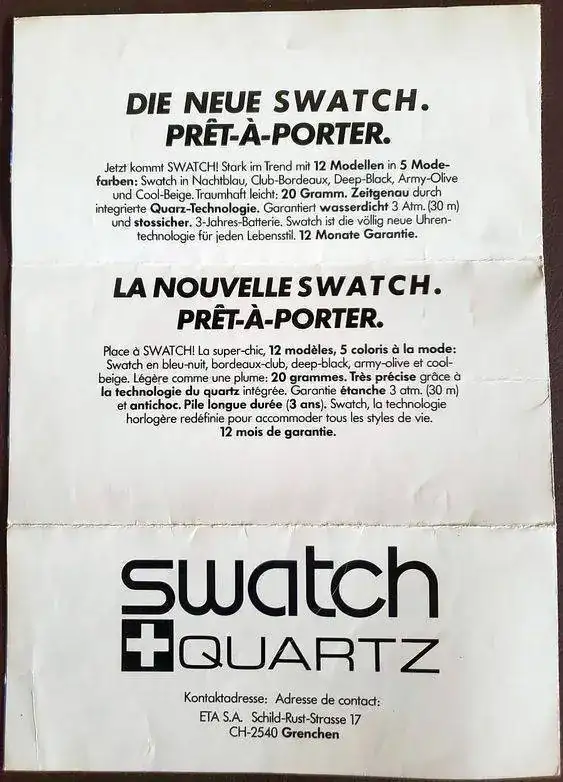 DIE NEUE SWATCH.
PRÊT-À-PORTER.
Jetzt kommt SWATCH! Stark im Trend mit 12 Modellen in 5 Mode-
farben: Swatch in Nachtblau, Club-Bordeaux, Deep-Black, Army-Olive
und Cool-Beige. Traumhaft leicht: 20 Gramm. Zeitgenau durch
integrierte Quarz-Technologie. Garantiert wasserdicht 3 Atm. (30 m)
und stossicher. 3-Jahres-Batterie. Swatch ist die völlig neue Uhren-
technologie für jeden Lebensstil. 12 Monate Garantie.
LA NOUVELLE SWATCH.
PRÊT-À-PORTER.
Place à SWATCH! La super-chic, 12 modèles, 5 coloris à la mode:
Swatch en bleu-nuit, bordeaux-club, deep-black, army-olive et cool-
beige. Légère comme une plume: 20 grammes. Très précise grâce à
la technologie du quartz intégrée. Garantie étanche 3 atm. (30 m)
et antichoc. Pile longue durée (3 ans). Swatch, la technologie
horlogère redéfinie pour accommoder tous les styles de vie.
12 mois de garantie.
swatch
QUARTZ
Kontaktadresse: Adresse de contact:
ETA S.A. Schild-Rust-Strasse 17
CH-2540 Grenchen